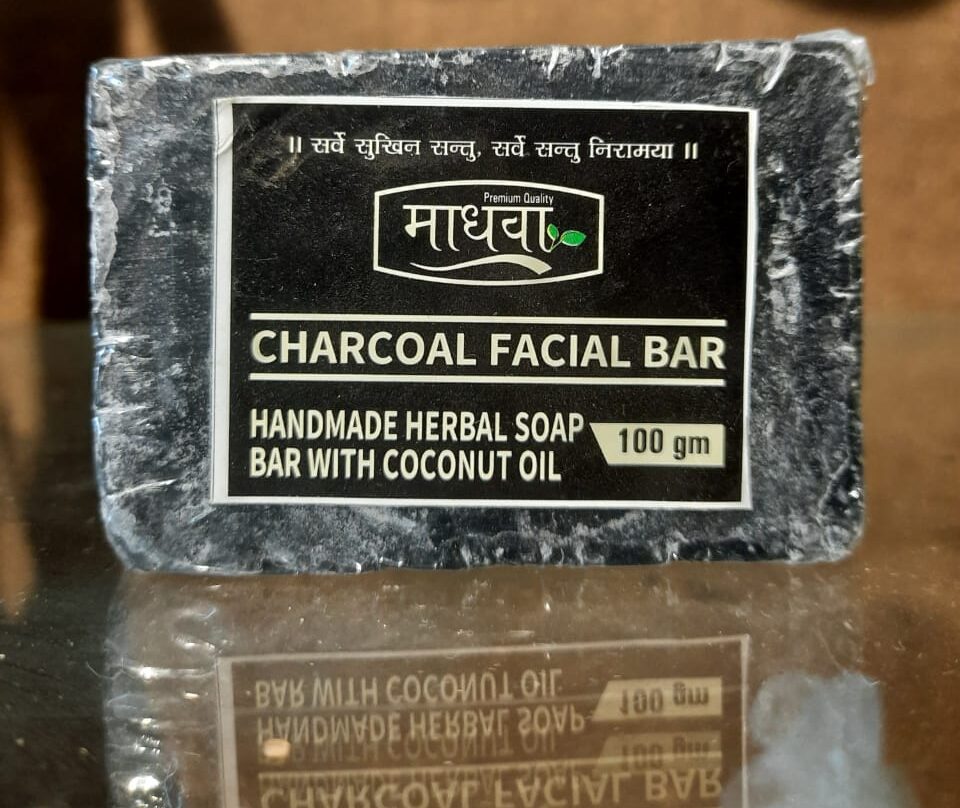 ॥ सर्वे सुखिन सन्तु, सर्वे सन्तु निरामया ॥
Premium Quality
माधवा
CHARCOAL FACIAL BAR
HANDMADE HERBAL SOAP
BAR WITH COCONUT OIL
100 gm